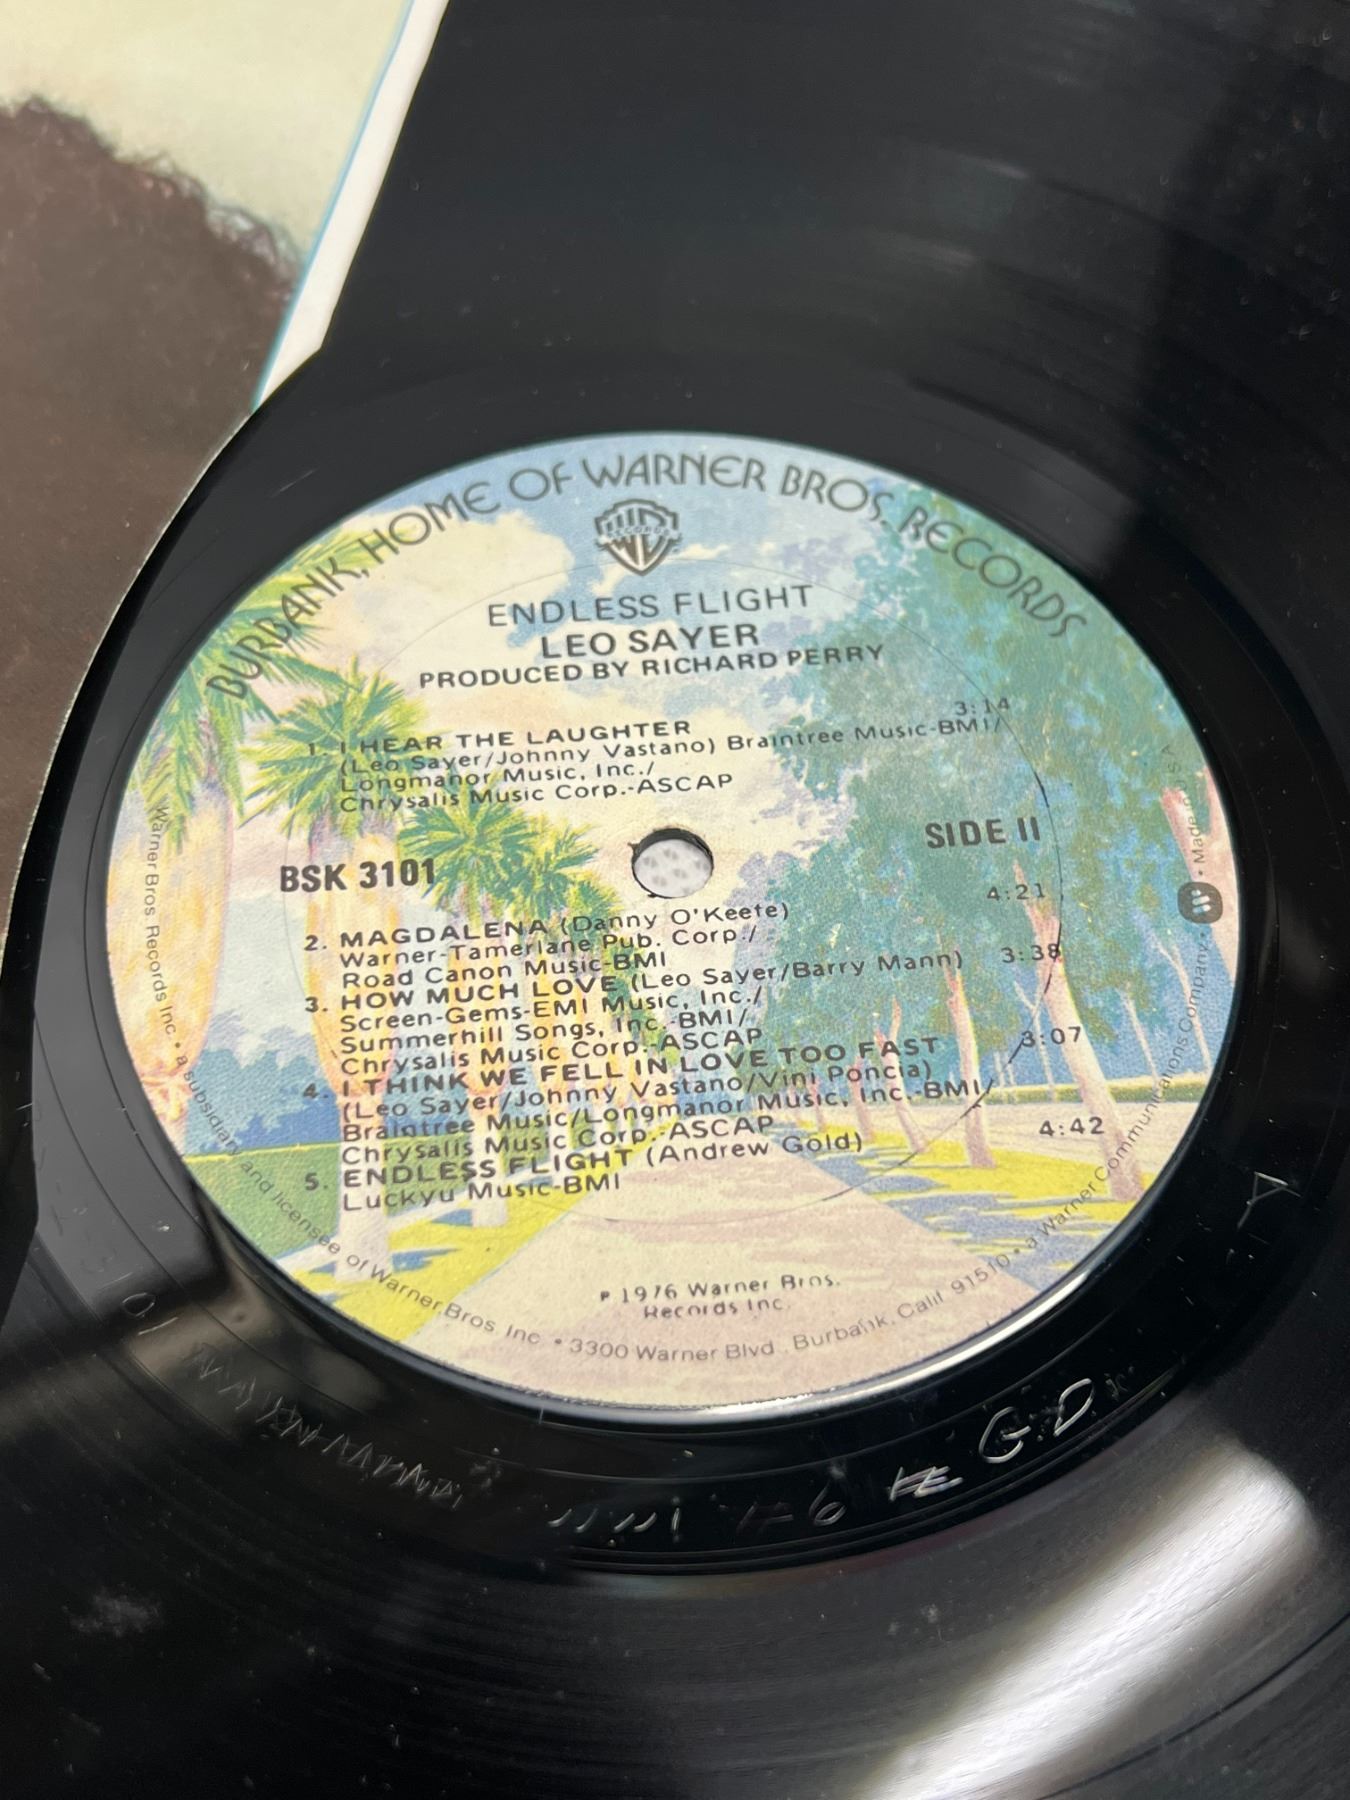 BURBANK, HOME OF WARNER BROS. RECORDS
RECORDS
ENDLESS FLIGHT
LEO SAYER
PRODUCED BY RICHARD PERRY
1. I HEAR THE LAUGHTER 3:14
(Leo Sayer/Johnny Vastano) Braintree Music-BMI/
Longmanor Music, Inc./
Chrysalis Music Corp.-ASCAP
BSK 3101
SIDE II
2. MAGDALENA (Danny O'Keefe) 4:21
Warner-Tamerlane Pub. Corp./
Road Canon Music-BMI
3. HOW MUCH LOVE (Leo Sayer/Barry Mann) 3:38
Screen-Gems-EMI Music, Inc./
Summerhill Songs, Inc.-BMI/
Chrysalis Music Corp.-ASCAP
4. I THINK WE FELL IN LOVE TOO FAST 3:07
(Leo Sayer/Johnny Vastano/Vini Poncia)
Braintree Music/Longmanor Music, Inc.-BMI/
Chrysalis Music Corp.-ASCAP
5. ENDLESS FLIGHT (Andrew Gold) 4:42
Luckyu Music-BMI
℗ 1976 Warner Bros.
Records Inc.
Warner Bros Records Inc. • a subsidiary and licensee of Warner Bros Inc • 3300 Warner Blvd., Burbank, Calif 91510 • a Warner Communications Company • Made in U S A
G.D.